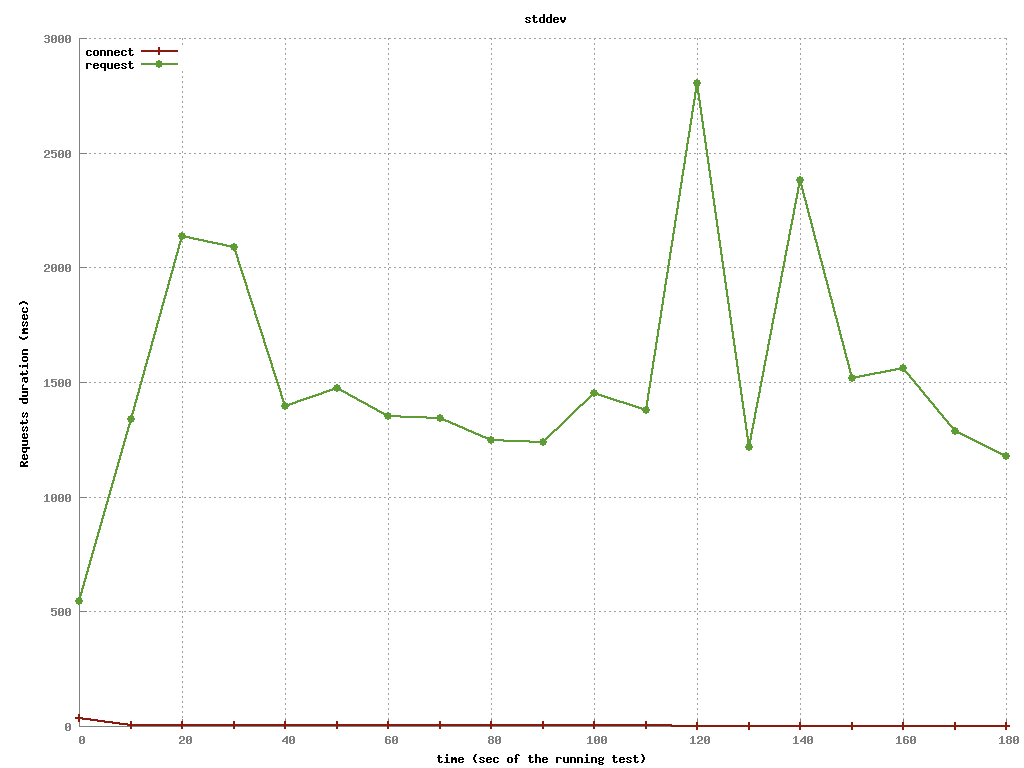 stddev
3000
connect
request
2500
2000
1500
1000
500
0
Requests duration (msec)
0 20 40 60 80 100 120 140 160 180
time (sec of the running test)